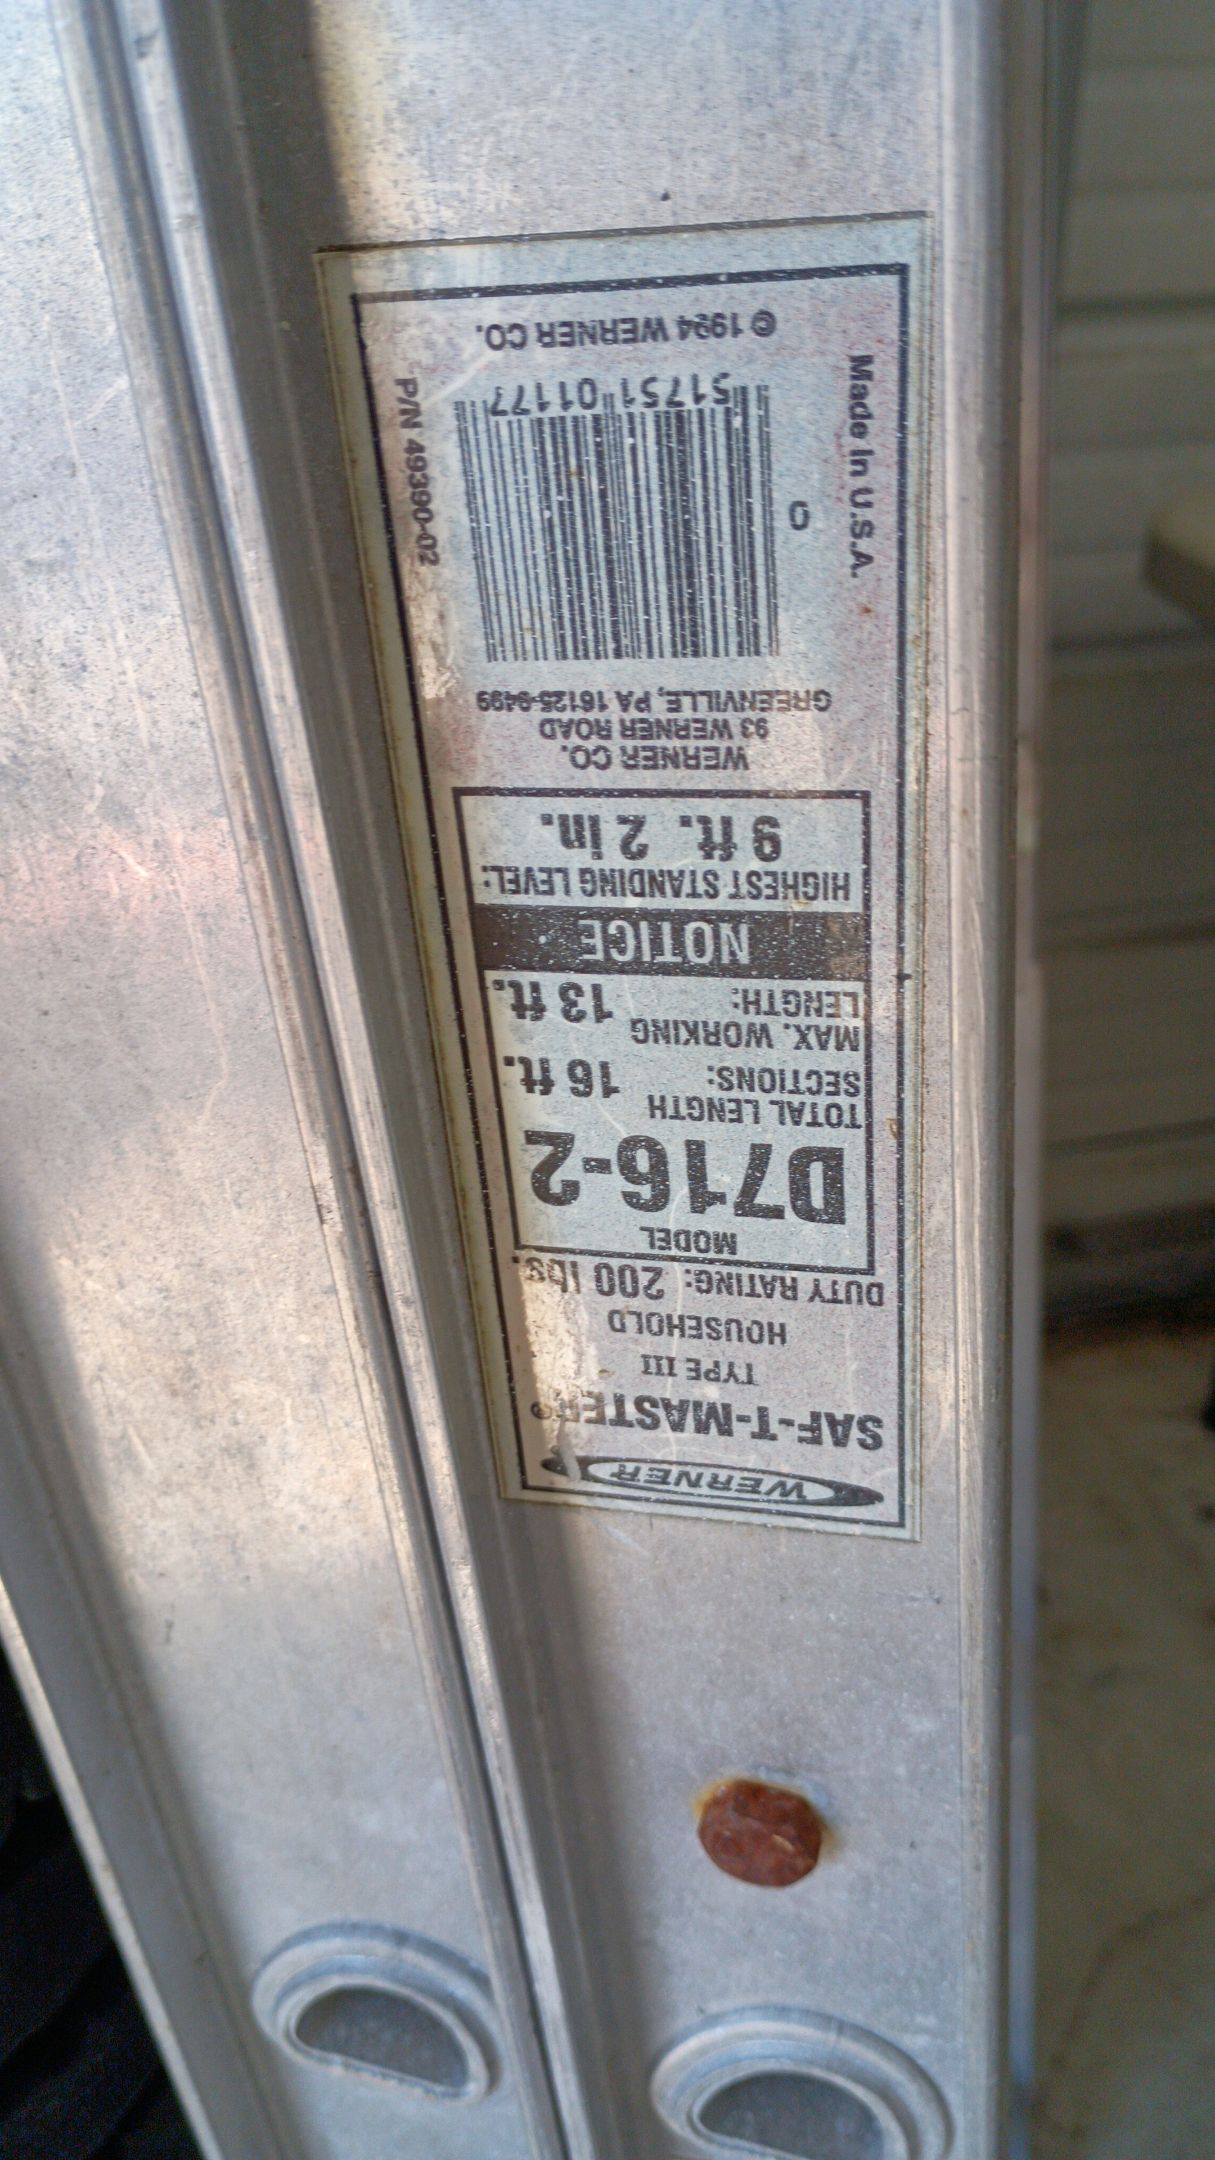 WERNER
SAF-T-MASTER®
TYPE III
HOUSEHOLD
DUTY RATING: 200 lbs.
MODEL
D716-2
TOTAL LENGTH
SECTIONS: 16 ft.
MAX. WORKING
LENGTH: 13 ft.
NOTICE
HIGHEST STANDING LEVEL:
9 ft. 2 in.
WERNER CO.
93 WERNER ROAD
GREENVILLE, PA 16125-9499
0
51751 01177
© 1994 WERNER CO.
Made In U.S.A.
P/N 49390-02